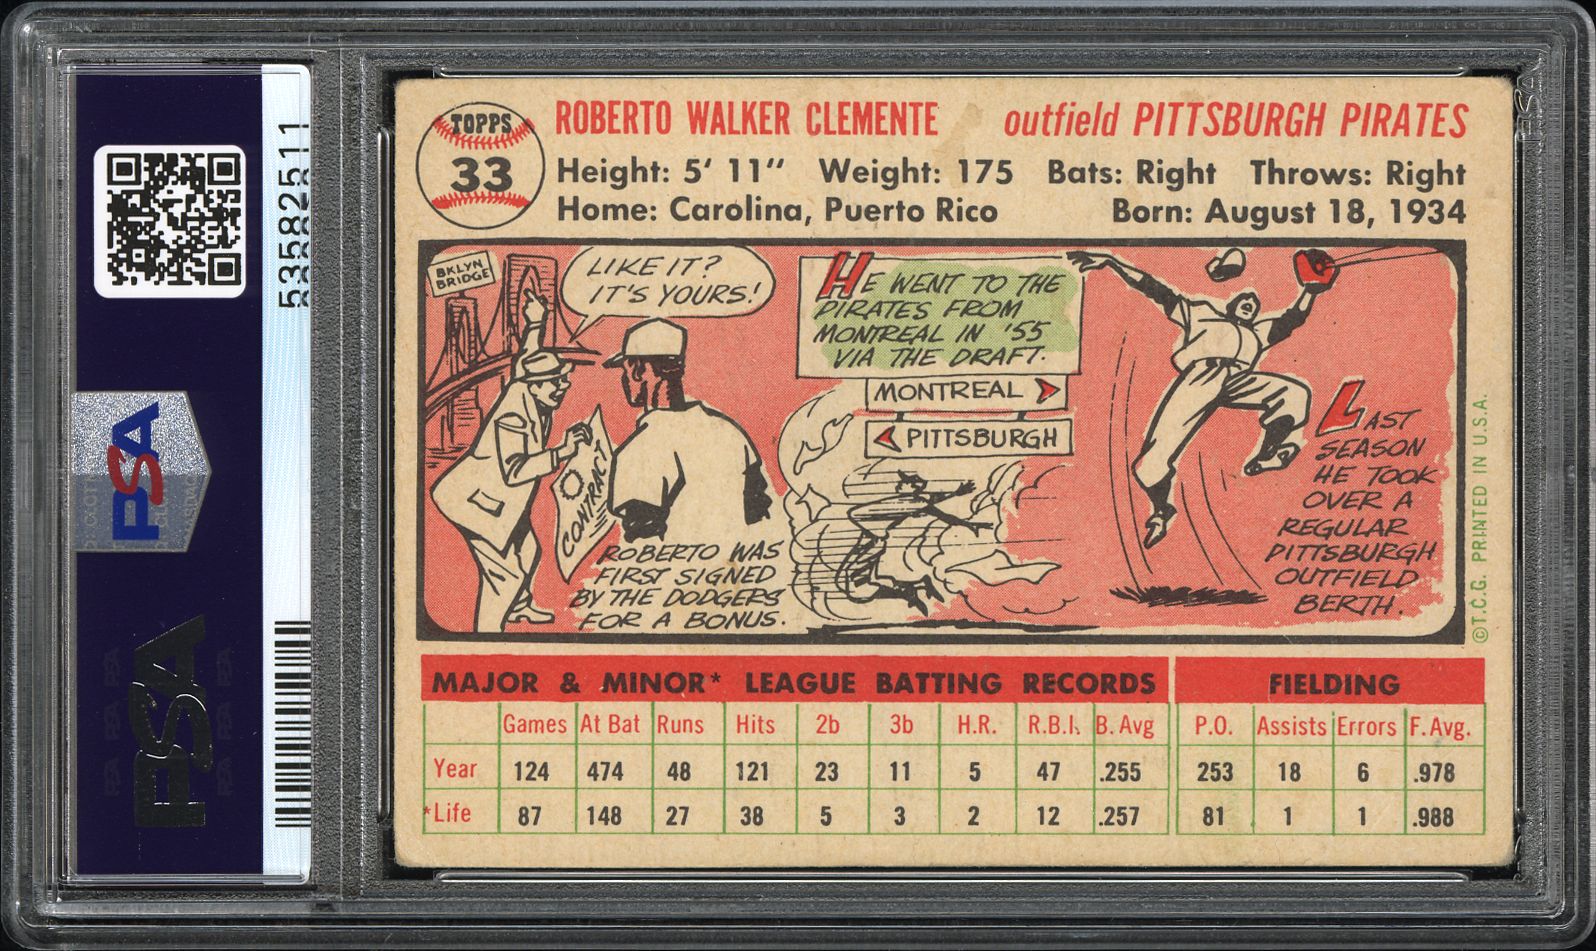 53582511
PSA
PSA
TOPPS
33
ROBERTO WALKER CLEMENTE outfield PITTSBURGH PIRATES
Height: 5' 11" Weight: 175 Bats: Right Throws: Right
Home: Carolina, Puerto Rico Born: August 18, 1934
BKLYN
BRIDGE
LIKE IT?
IT'S YOURS!
CONTRACT
ROBERTO WAS
FIRST SIGNED
BY THE DODGERS
FOR A BONUS.
HE WENT TO THE
PIRATES FROM
MONTREAL IN '55
VIA THE DRAFT.
MONTREAL
PITTSBURGH
LAST
SEASON
HE TOOK
OVER A
REGULAR
PITTSBURGH
OUTFIELD
BERTH.
©T.C.G. PRINTED IN U.S.A.
MAJOR & MINOR* LEAGUE BATTING RECORDS FIELDING
Games At Bat Runs Hits 2b 3b H.R. R.B.I. B. Avg P.O. Assists Errors F. Avg.
Year 124 474 48 121 23 11 5 47 .255 253 18 6 .978
*Life 87 148 27 38 5 3 2 12 .257 81 1 1 .988